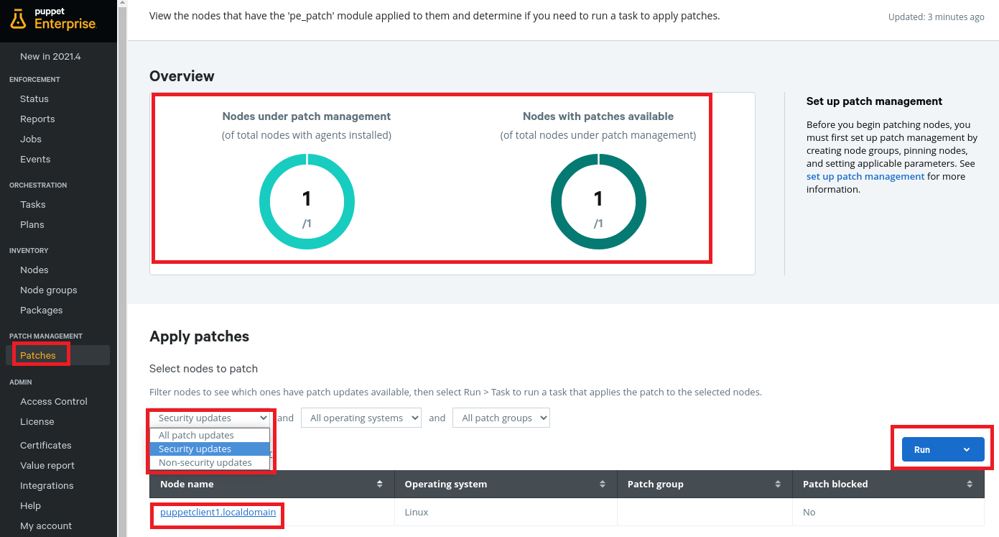 puppet
Enterprise
New in 2021.4
ENFORCEMENT
Status
Reports
Jobs
Events
ORCHESTRATION
Tasks
Plans
INVENTORY
Nodes
Node groups
Packages
PATCH MANAGEMENT
Patches
ADMIN
Access Control
License
Certificates
Value report
Integrations
Help
My account
View the nodes that have the 'pe_patch' module applied to them and determine if you need to run a task to apply patches.
Updated: 3 minutes ago
Overview
Nodes under patch management
(of total nodes with agents installed)
1
/1
Nodes with patches available
(of total nodes under patch management)
1
/1
Set up patch management
Before you begin patching nodes, you
must first set up patch management by
creating node groups, pinning nodes,
and setting applicable parameters. See
set up patch management for more
information.
Apply patches
Select nodes to patch
Filter nodes to see which ones have patch updates available, then select Run > Task to run a task that applies the patch to the selected nodes.
Security updates and All operating systems and All patch groups
All patch updates
Security updates
Non-security updates
Run
Node name Operating system Patch group Patch blocked
puppetclient1.localdomain Linux No